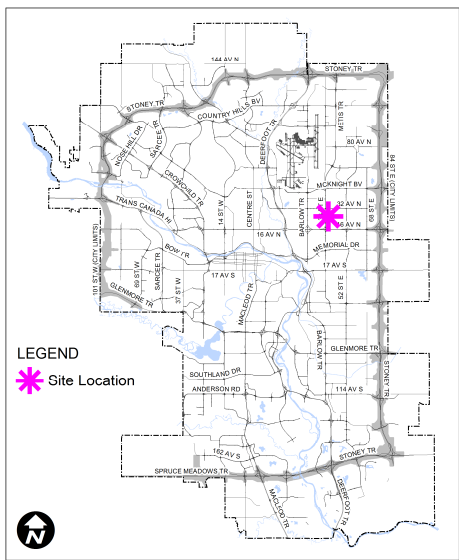 144 AV N
STONEY TR
STONEY TR
COUNTRY HILLS BV
METIS TR
NOSE HILL DR
SARCEE TR
DEERFOOT TR
80 AV N
CROWCHILD TR
MCKNIGHT BV
84 ST E (CITY LIMITS)
TRANS CANADA HI
14 ST W
CENTRE ST
BARLOW TR
32 AV N
68 ST E
16 AV N
MEMORIAL DR
BOW TR
17 AV S
17 AV S
101 ST W (CITY LIMITS)
69 ST W
SARCEE TR
37 ST W
MACLEOD TR
52 ST E
GLENMORE TR
BARLOW TR
GLENMORE TR
LEGEND
Site Location
SOUTHLAND DR
ANDERSON RD
114 AV S
STONEY TR
162 AV S
STONEY TR
SPRUCE MEADOWS TR
MACLEOD TR
DEERFOOT TR
N